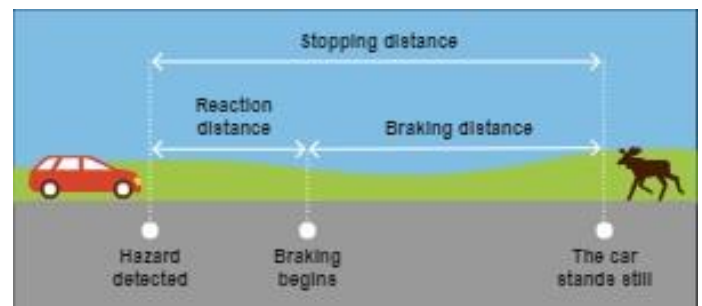 Stopping distance
Reaction
distance
Braking distance
Hazard
detected
Braking
begins
The car
stands still